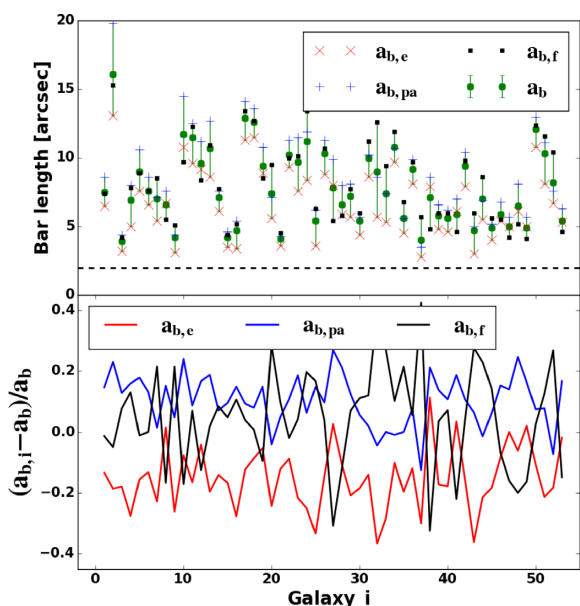 20
15
10
5
0
Bar length [arcsec]
a_b,e
a_b,f
a_b,pa
a_b
0.4
0.2
0.0
−0.2
−0.4
(a_b,i−a_b)/a_b
a_b,e a_b,pa a_b,f
0 10 20 30 40 50
Galaxy i